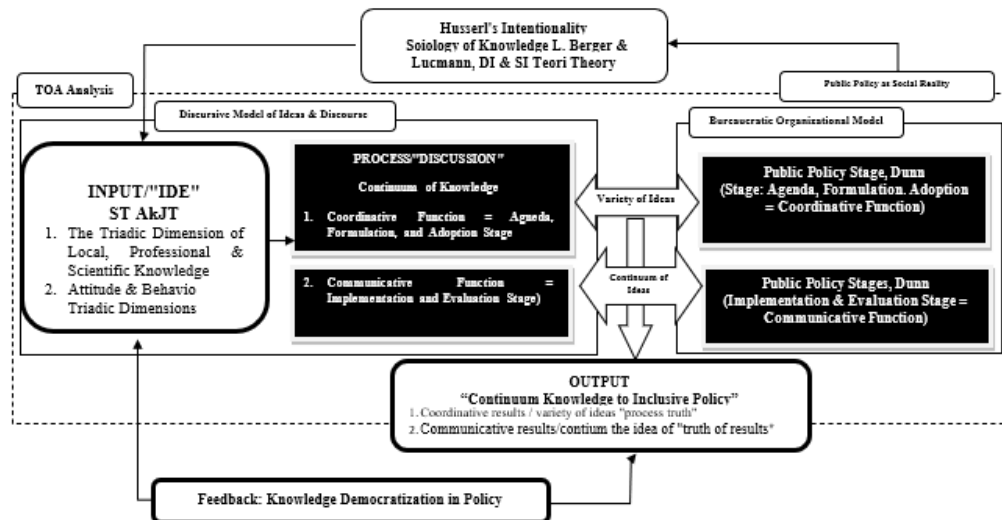 Husserl's Intentionality
Soiology of Knowledge L. Berger &
Lucmann, DI & SI Teori Theory
TOA Analysis
Public Policy as Social Reality
Discursive Model of Ideas & Discourse
Bureaucratic Organizational Model
INPUT/"IDE"
ST AkJT
1. The Triadic Dimension of
Local, Professional &
Scientific Knowledge
2. Attitude & Behavio
Triadic Dimensions
PROCESS/"DISCUSSION"
Continuum of Knowledge
1. Coordinative Function = Agneda,
Formulation, and Adoption Stage
2. Communicative Function =
Implementation and Evaluation Stage)
Variety of Ideas
Continuum of
Ideas
Public Policy Stage, Dunn
(Stage: Agenda, Formulation. Adoption
= Coordinative Function)
Public Policy Stages, Dunn
(Implementation & Evaluation Stage =
Communicative Function)
OUTPUT
“Continuum Knowledge to Inclusive Policy”
1. Coordinative results / variety of ideas "process truth"
2. Communicative results/contium the idea of "truth of results"
Feedback: Knowledge Democratization in Policy